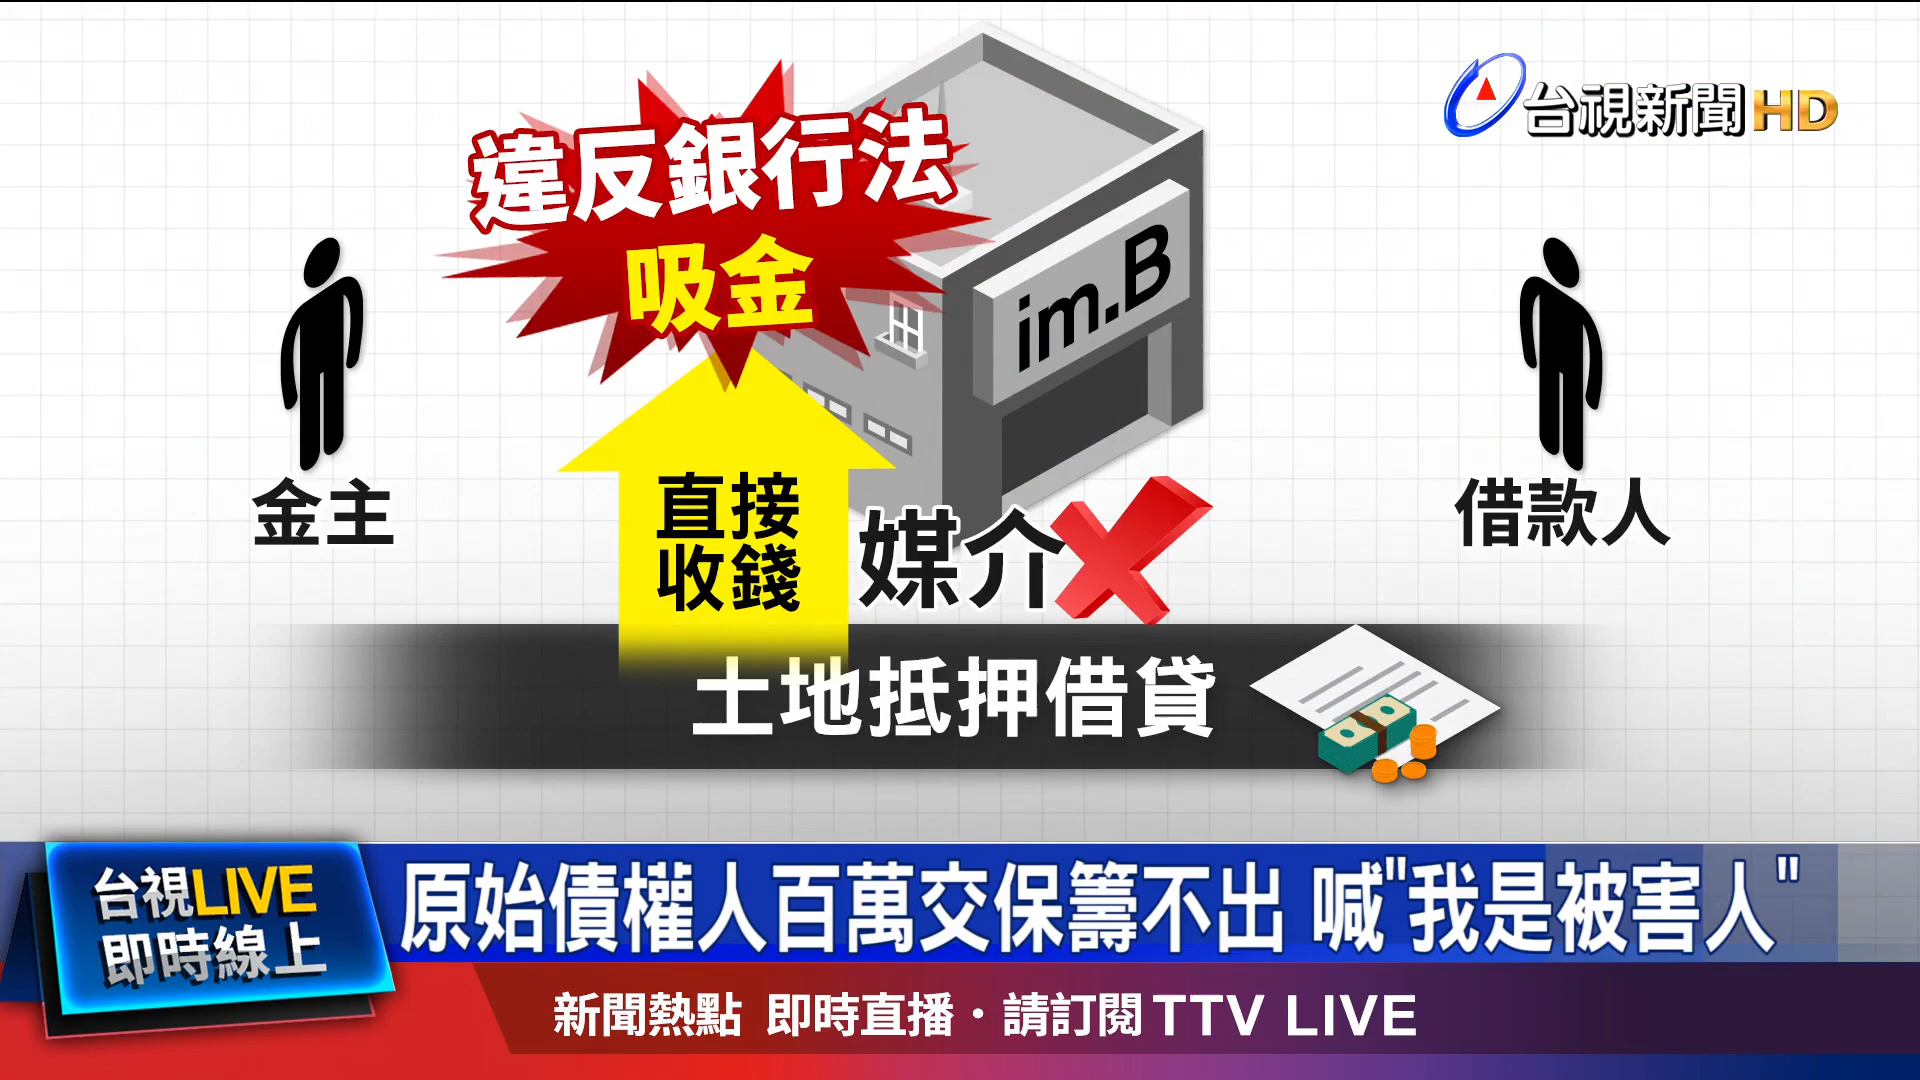 台視新聞HD
違反銀行法
吸金
im.B
金主
直接
收錢
媒介
借款人
土地抵押借貸
台視LIVE
即時線上
原始債權人百萬交保籌不出 喊"我是被害人"
新聞熱點 即時直播·請訂閱TTV LIVE